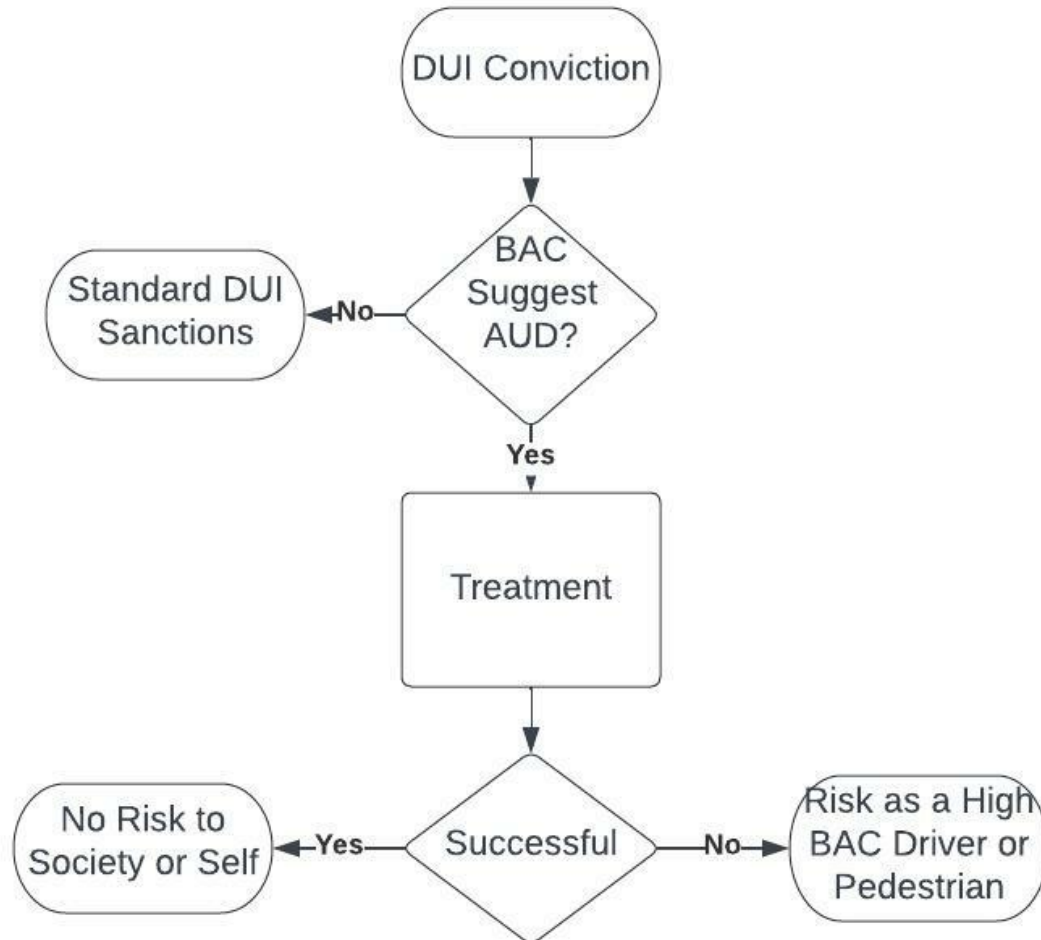 DUI Conviction
BAC
Suggest
AUD?
No
Standard DUI
Sanctions
Yes
Treatment
Successful
Yes
No Risk to
Society or Self
No
Risk as a High
BAC Driver or
Pedestrian